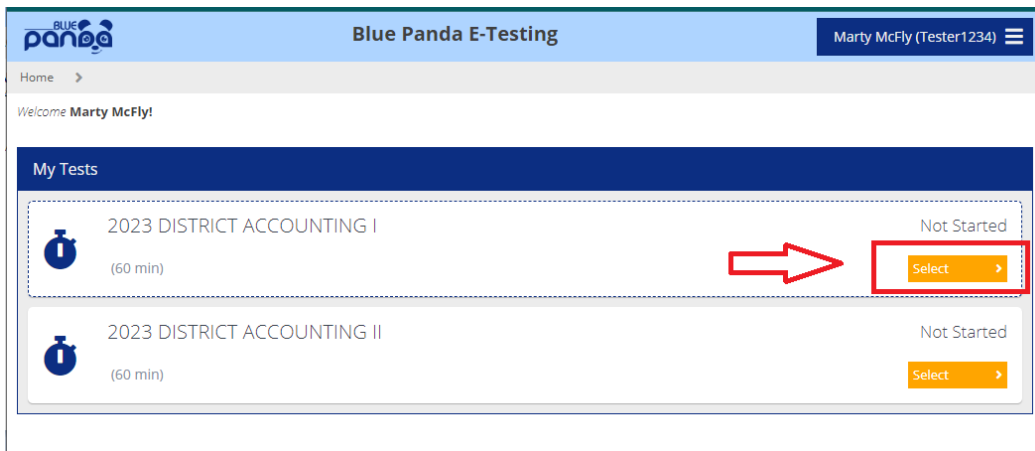 BLUE
panda
Blue Panda E-Testing
Marty McFly (Tester1234)
Home
Welcome Marty McFly!
My Tests
2023 DISTRICT ACCOUNTING I
Not Started
(60 min)
Select
2023 DISTRICT ACCOUNTING II
Not Started
(60 min)
Select